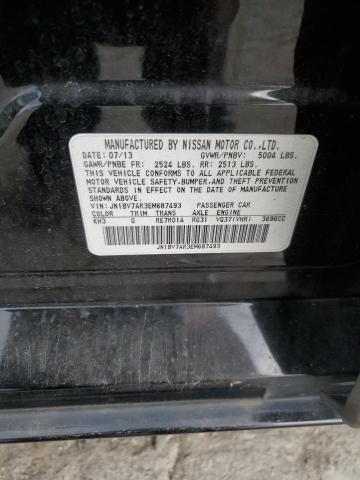 MANUFACTURED BY NISSAN MOTOR CO.,LTD.
DATE: 07/13 GVWR/PNBV: 5004 LBS.
GAWR/PNBE FR: 2524 LBS. RR: 2513 LBS.
THIS VEHICLE CONFORMS TO ALL APPLICABLE FEDERAL
MOTOR VEHICLE SAFETY,BUMPER, AND THEFT PREVENTION
STANDARDS IN EFFECT ON THE DATE OF MANUFACTURE
SHOWN ABOVE.
VIN: JN1BV7AR3EM687493 PASSENGER CAR
COLOR TRIM TRANS AXLE ENGINE
KH3 G RE7R01A RG31 VQ37(VHR) 3696CC
JN1BV7AR3EM687493